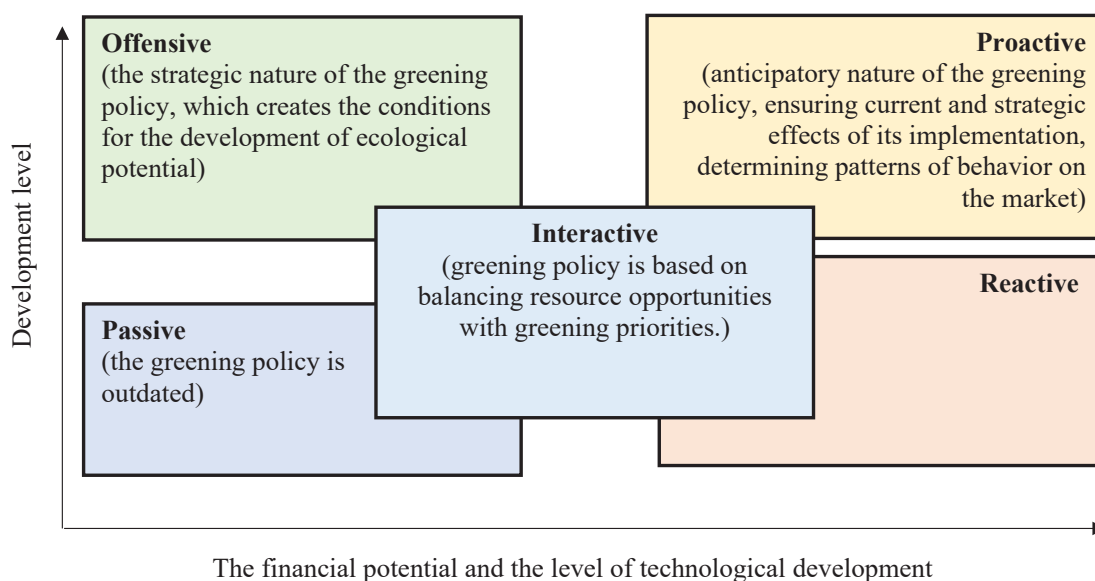 Development level
Offensive
(the strategic nature of the greening
policy, which creates the conditions
for the development of ecological
potential)
Proactive
(anticipatory nature of the greening
policy, ensuring current and strategic
effects of its implementation,
determining patterns of behavior on
the market)
Interactive
(greening policy is based on
balancing resource opportunities
with greening priorities.)
Passive
(the greening policy is
outdated)
Reactive
The financial potential and the level of technological development